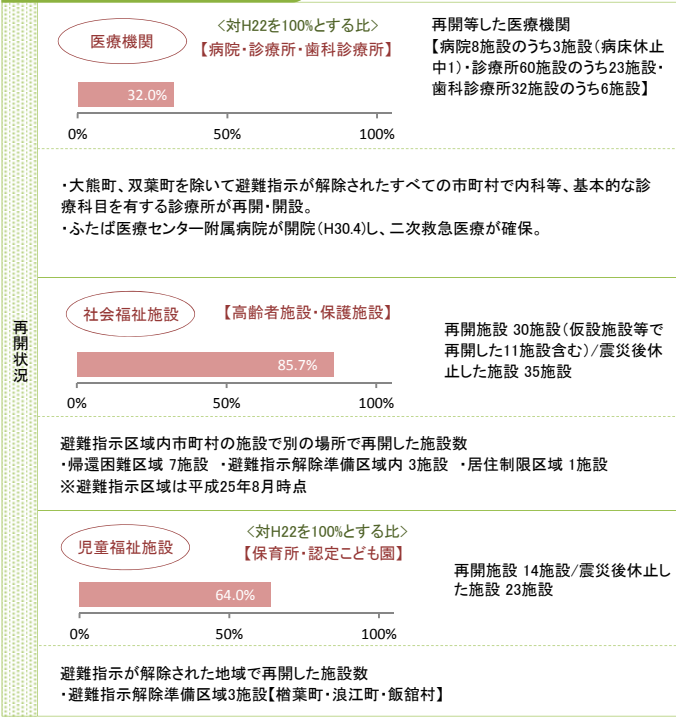 再開状況
医療機関
<対H22を100%とする比>
【病院・診療所・歯科診療所】
32.0%
0%
50%
100%
再開等した医療機関
【病院8施設のうち3施設(病床休止
中1)・診療所60施設のうち23施設・
歯科診療所32施設のうち6施設】
・大熊町、双葉町を除いて避難指示が解除されたすべての市町村で内科等、基本的な診
療科目を有する診療所が再開・開設。
・ふたば医療センター附属病院が開院(H30.4)し、二次救急医療が確保。
社会福祉施設
【高齢者施設・保護施設】
85.7%
0%
50%
100%
再開施設 30施設(仮設施設等で
再開した11施設含む)/震災後休
止した施設 35施設
避難指示区域内市町村の施設で別の場所で再開した施設数
・帰還困難区域 7施設 ・避難指示解除準備区域内 3施設 ・居住制限区域 1施設
※避難指示区域は平成25年8月時点
児童福祉施設
<対H22を100%とする比>
【保育所・認定こども園】
64.0%
0%
50%
100%
再開施設 14施設/震災後休止し
た施設 23施設
避難指示が解除された地域で再開した施設数
・避難指示解除準備区域3施設【楢葉町・浪江町・飯舘村】